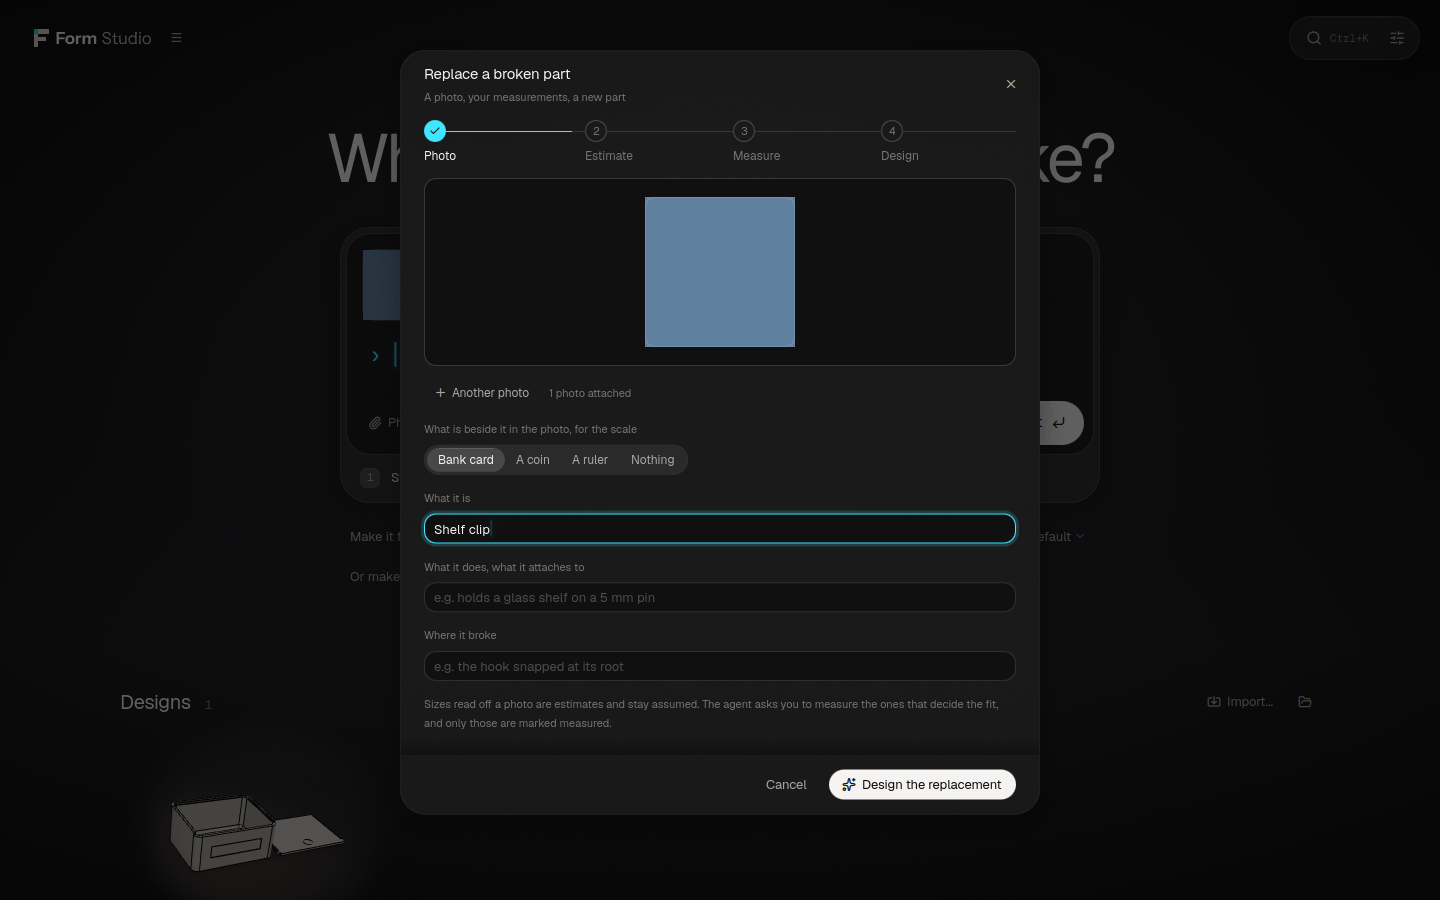 Form Studio
Ctrl+K
Replace a broken part
A photo, your measurements, a new part
2
3
4
Photo
Estimate
Measure
Design
Another photo
1 photo attached
What is beside it in the photo, for the scale
Bank card
A coin
A ruler
Nothing
1
What it is
Shelf clip
Make it
What it does, what it attaches to
Or make
e.g. holds a glass shelf on a 5 mm pin
Where it broke
e.g. the hook snapped at its root
Designs 1
Import...
Sizes read off a photo are estimates and stay assumed. The agent asks you to measure the ones that decide the fit,
and only those are marked measured.
Cancel
Design the replacement